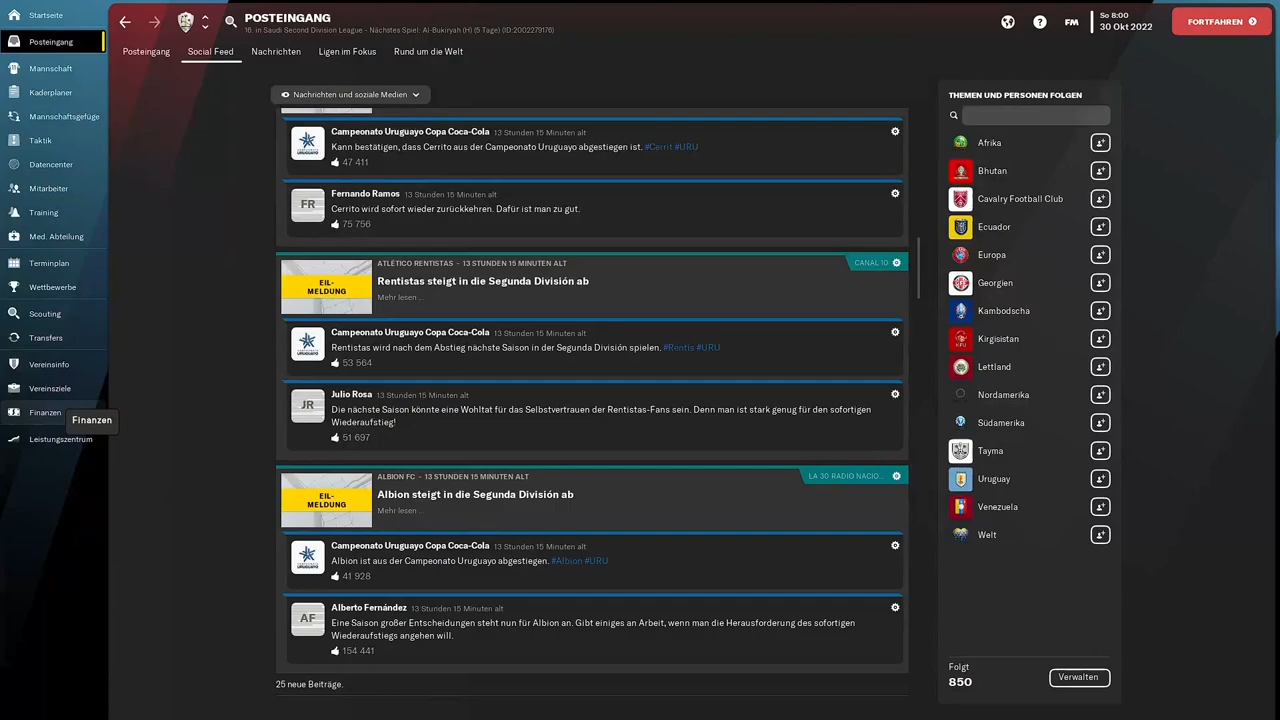 Startseite
Posteingang
Mannschaft
Kaderplaner
Mannschaftsgefüge
Taktik
Datencenter
Mitarbeiter
Training
Med. Abteilung
Terminplan
Wettbewerbe
Scouting
Transfers
Vereinsinfo
Vereinsziele
Finanzen
Finanzen
Leistungszentrum
POSTEINGANG
16. in Saudi Second Division League - Nächstes Spiel: Al-Bukiryah (H) (5 Tage) (ID:2002279176)
FM
So 8:00
30 Okt 2022
FORTFAHREN
Posteingang
Social Feed
Nachrichten
Ligen im Fokus
Rund um die Welt
Nachrichten und soziale Medien
Campeonato Uruguayo Copa Coca-Cola 13 Stunden 15 Minuten alt
Kann bestätigen, dass Cerrito aus der Campeonato Uruguayo abgestiegen ist. #Cerrit #URU
47 411
FR
Fernando Ramos 13 Stunden 15 Minuten alt
Cerrito wird sofort wieder zurückkehren. Dafür ist man zu gut.
75 756
EIL-
MELDUNG
ATLÉTICO RENTISTAS - 13 STUNDEN 15 MINUTEN ALT
CANAL 10
Rentistas steigt in die Segunda División ab
Mehr lesen ...
Campeonato Uruguayo Copa Coca-Cola 13 Stunden 15 Minuten alt
Rentistas wird nach dem Abstieg nächste Saison in der Segunda División spielen. #Rentis #URU
53 564
JR
Julio Rosa 13 Stunden 15 Minuten alt
Die nächste Saison könnte eine Wohltat für das Selbstvertrauen der Rentistas-Fans sein. Denn man ist stark genug für den sofortigen
Wiederaufstieg!
51 697
EIL-
MELDUNG
ALBION FC - 13 STUNDEN 15 MINUTEN ALT
LA 30 RADIO NACIO...
Albion steigt in die Segunda División ab
Mehr lesen ...
Campeonato Uruguayo Copa Coca-Cola 13 Stunden 15 Minuten alt
Albion ist aus der Campeonato Uruguayo abgestiegen. #Albion #URU
41 928
AF
Alberto Fernández 13 Stunden 15 Minuten alt
Eine Saison großer Entscheidungen steht nun für Albion an. Gibt einiges an Arbeit, wenn man die Herausforderung des sofortigen
Wiederaufstiegs angehen will.
154 441
25 neue Beiträge.
THEMEN UND PERSONEN FOLGEN
Afrika
Bhutan
Cavalry Football Club
Ecuador
Europa
Georgien
Kambodscha
Kirgisistan
Lettland
Nordamerika
Südamerika
Tayma
Uruguay
Venezuela
Welt
Folgt
850
Verwalten